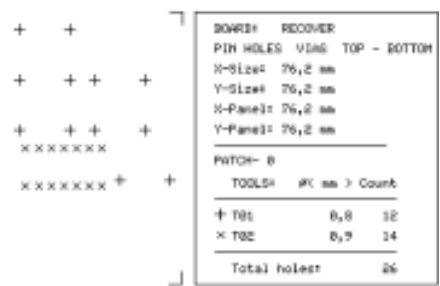 BOARD: RECOVER
PIN HOLES VIAS TOP - BOTTOM
X-Size: 76,2 mm
Y-Size: 76,2 mm
X-Panel: 76,2 mm
Y-Panel: 76,2 mm
PATCH- 0
TOOLS: Ø( mm ) Count
+ T01 0,8 12
× T02 0,9 14
Total holes: 26